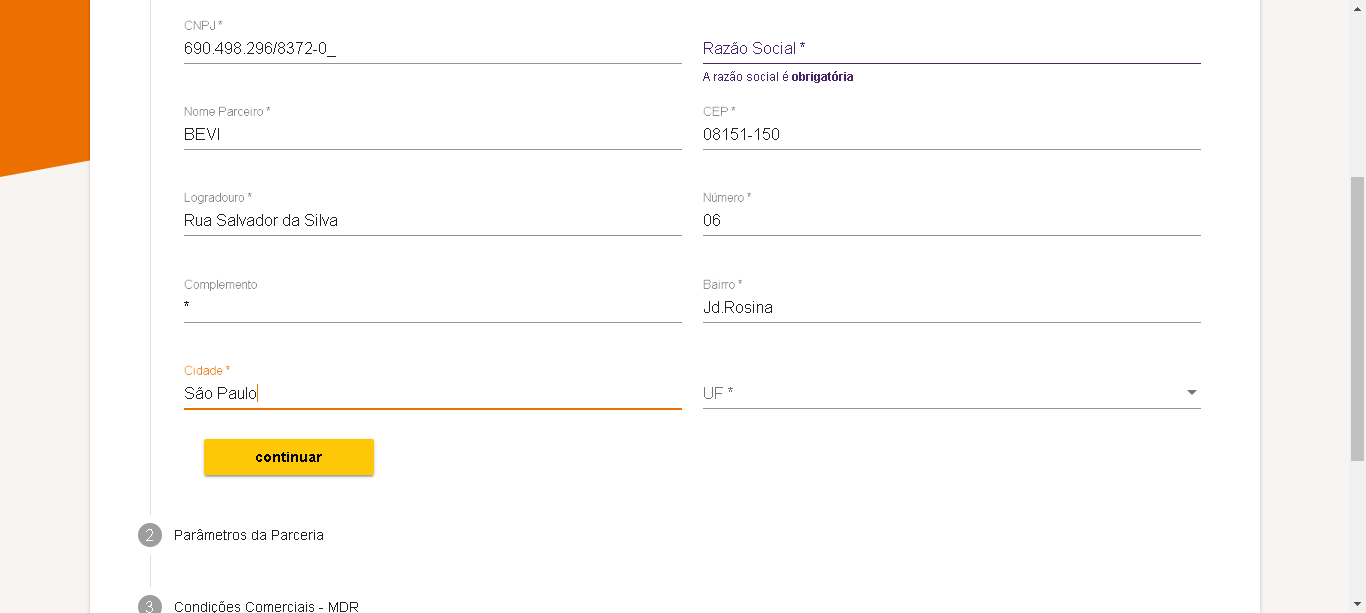 CNPJ *
690.498.296/8372-0_
Razão Social *
A razão social é obrigatória
Nome Parceiro *
BEVI
CEP *
08151-150
Logradouro *
Rua Salvador da Silva
Número *
06
Complemento
*
Bairro *
Jd.Rosina
Cidade *
São Paulo
UF *
continuar
2 Parâmetros da Parceria
3 Condições Comerciais - MDR